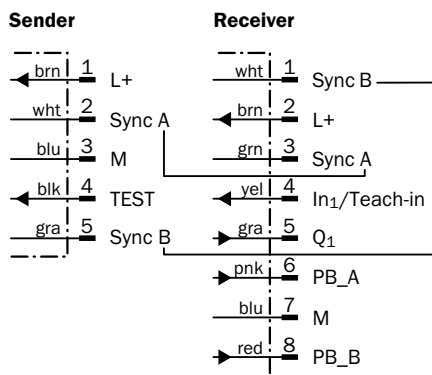 Sender
brn 1 L+
wht 2 Sync A
blu 3 M
blk 4 TEST
gra 5 Sync B
Receiver
wht 1 Sync B
brn 2 L+
grn 3 Sync A
yel 4 In1/Teach-in
gra 5 Q1
pnk 6 PB_A
blu 7 M
red 8 PB_B